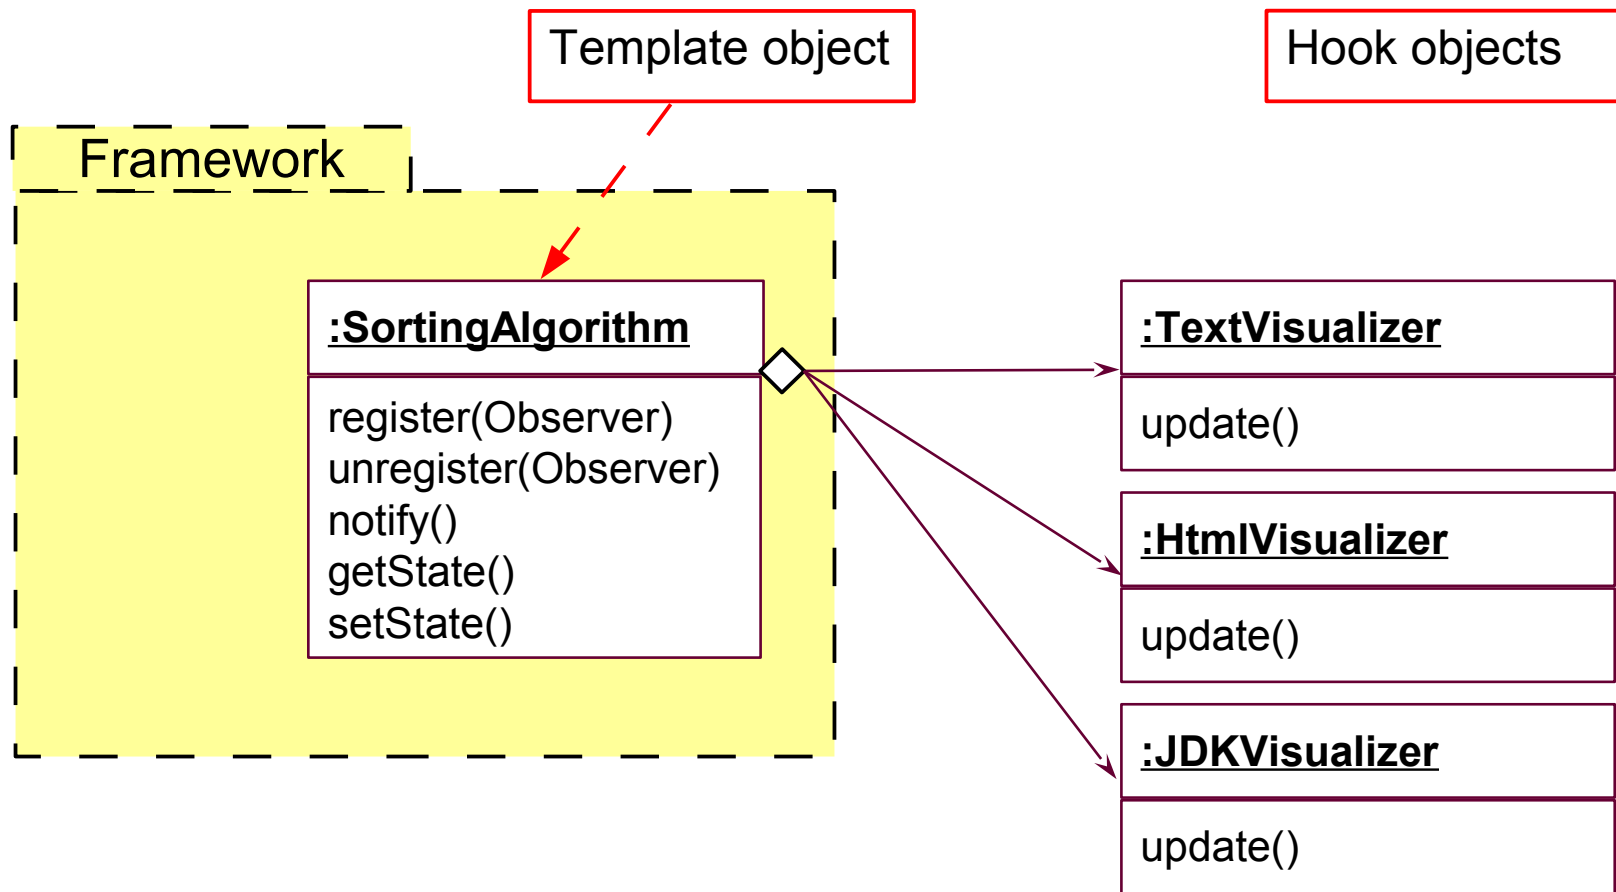 Template object
Hook objects
Framework
:SortingAlgorithm
register(Observer)
unregister(Observer)
notify()
getState()
setState()
:TextVisualizer
update()
:HtmlVisualizer
update()
:JDKVisualizer
update()